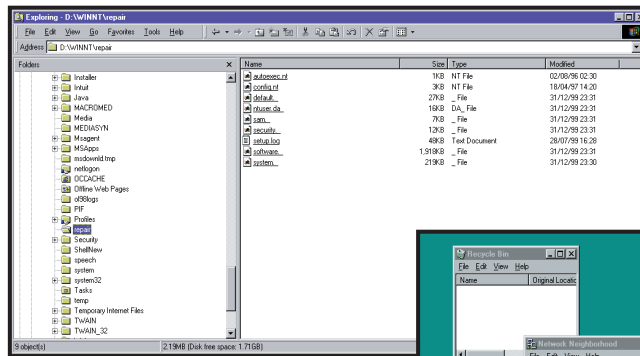 Exploring - D:\WINNT\repair
File Edit View Go Favorites Tools Help
Address D:\WINNT\repair
Folders
Name Size Type Modified
Installer
Intuit
Java
MACROMED
Media
MEDIASYN
Msagent
MSApps
msdownld.tmp
netlogon
OCCACHE
Offline Web Pages
ol98logs
PIF
Profiles
repair
Security
ShellNew
speech
system
system32
Tasks
temp
Temporary Internet Files
TWAIN
TWAIN_32
autoexec.nt 1KB NT File 02/08/96 02:30
config.nt 3KB NT File 18/04/97 14:20
default._ 27KB _ File 31/12/99 23:31
ntuser.da_ 16KB DA_ File 31/12/99 23:31
sam._ 7KB _ File 31/12/99 23:31
security._ 12KB _ File 31/12/99 23:31
setup.log 48KB Text Document 28/07/99 16:28
software._ 1,918KB _ File 31/12/99 23:31
system._ 219KB _ File 31/12/99 23:30
9 object(s) 2.19MB (Disk free space: 1.71GB)
Recycle Bin
File Edit View Help
Name Original Locatic
Network Neighborhood
File Edit View Help